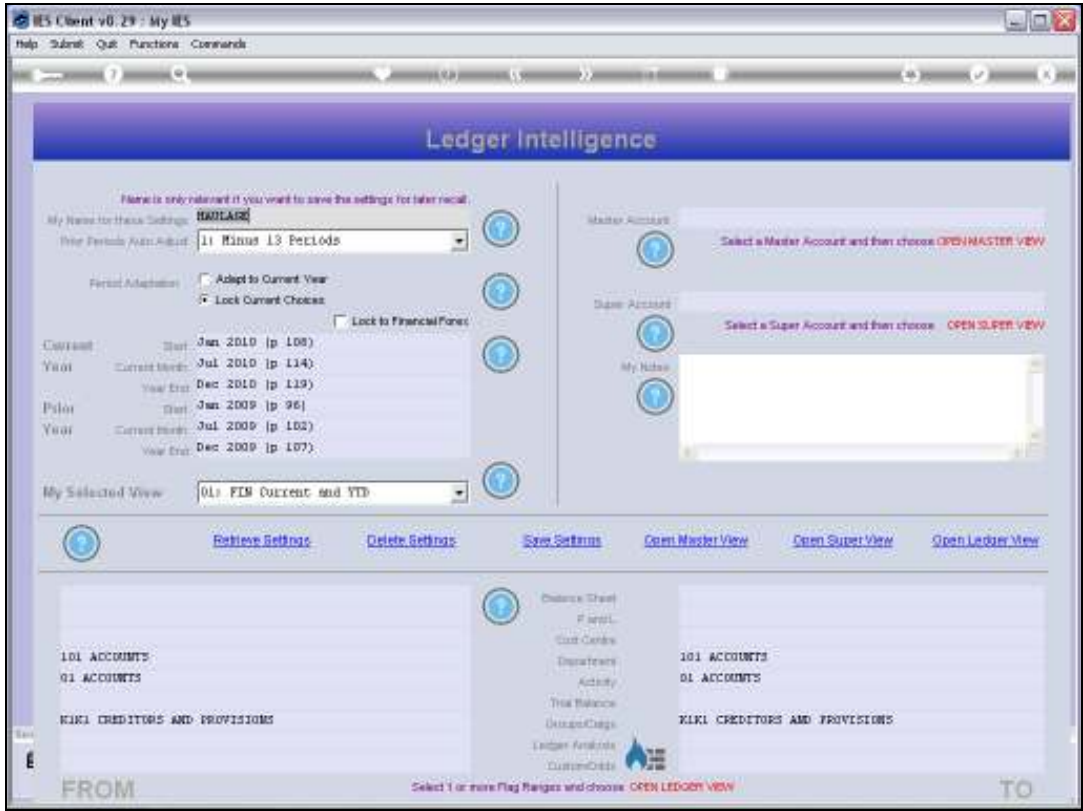 IES Client v0.29 : My IES
Help Submit Quit Functions Commands
Ledger Intelligence
Name is only relevant if you want to save the settings for later recall.
My Name for these Settings HAULAGE
Prior Periods Auto Adjust 1: Minus 13 Periods
Period Adaptation Adapt to Current Year
Lock Current Choices
Lock to Financial Forex
Current Start Jan 2010 (p 108)
Year Current Month Jul 2010 (p 114)
Year End Dec 2010 (p 119)
Prior Start Jan 2009 (p 96)
Year Current Month Jul 2009 (p 102)
Year End Dec 2009 (p 107)
My Selected View 01: FIN Current and YTD
Master Account
Select a Master Account and then choose OPEN MASTER VIEW
Super Account
Select a Super Account and then choose OPEN SUPER VIEW
My Notes
Retrieve Settings Delete Settings Save Settings Open Master View Open Super View Open Ledger View
Balance Sheet
P and L
Cost Centre
101 ACCOUNTS Department 101 ACCOUNTS
01 ACCOUNTS Activity 01 ACCOUNTS
Trial Balance
K1K1 CREDITORS AND PROVISIONS Groups/Categs K1K1 CREDITORS AND PROVISIONS
Ledger Analysis
Custom/Odds
FROM Select 1 or more Flag Ranges and choose OPEN LEDGER VIEW TO